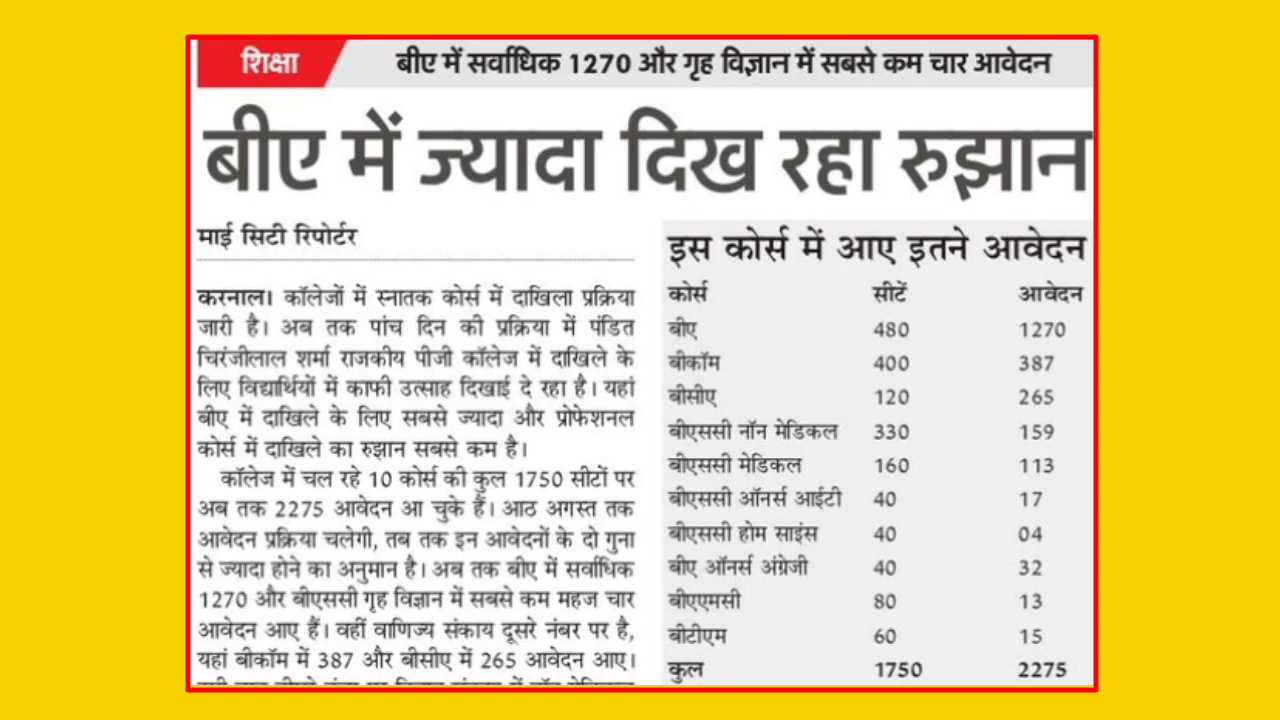 शिक्षा
बीए में सर्वाधिक 1270 और गृह विज्ञान में सबसे कम चार आवेदन
बीए में ज्यादा दिख रहा रुझान
माई सिटी रिपोर्टर
करनाल। कॉलेजों में स्नातक कोर्स में दाखिला प्रक्रिया
जारी है। अब तक पांच दिन की प्रक्रिया में पंडित
चिरंजीलाल शर्मा राजकीय पीजी कॉलेज में दाखिले के
लिए विद्यार्थियों में काफी उत्साह दिखाई दे रहा है। यहां
बीए में दाखिले के लिए सबसे ज्यादा और प्रोफेशनल
कोर्स में दाखिले का रुझान सबसे कम है।
कॉलेज में चल रहे 10 कोर्स की कुल 1750 सीटों पर
अब तक 2275 आवेदन आ चुके हैं। आठ अगस्त तक
आवेदन प्रक्रिया चलेगी, तब तक इन आवेदनों के दो गुना
से ज्यादा होने का अनुमान है। अब तक बीए में सर्वाधिक
1270 और बीएससी गृह विज्ञान में सबसे कम महज चार
आवेदन आए हैं। वहीं वाणिज्य संकाय दूसरे नंबर पर है,
यहां बीकॉम में 387 और बीसीए में 265 आवेदन आए।
इस कोर्स में आए इतने आवेदन
कोर्स सीटें आवेदन
बीए 480 1270
बीकॉम 400 387
बीसीए 120 265
बीएससी नॉन मेडिकल 330 159
बीएससी मेडिकल 160 113
बीएससी ऑनर्स आईटी 40 17
बीएससी होम साइंस 40 04
बीए ऑनर्स अंग्रेजी 40 32
बीएएमसी 80 13
बीटीएम 60 15
कुल 1750 2275